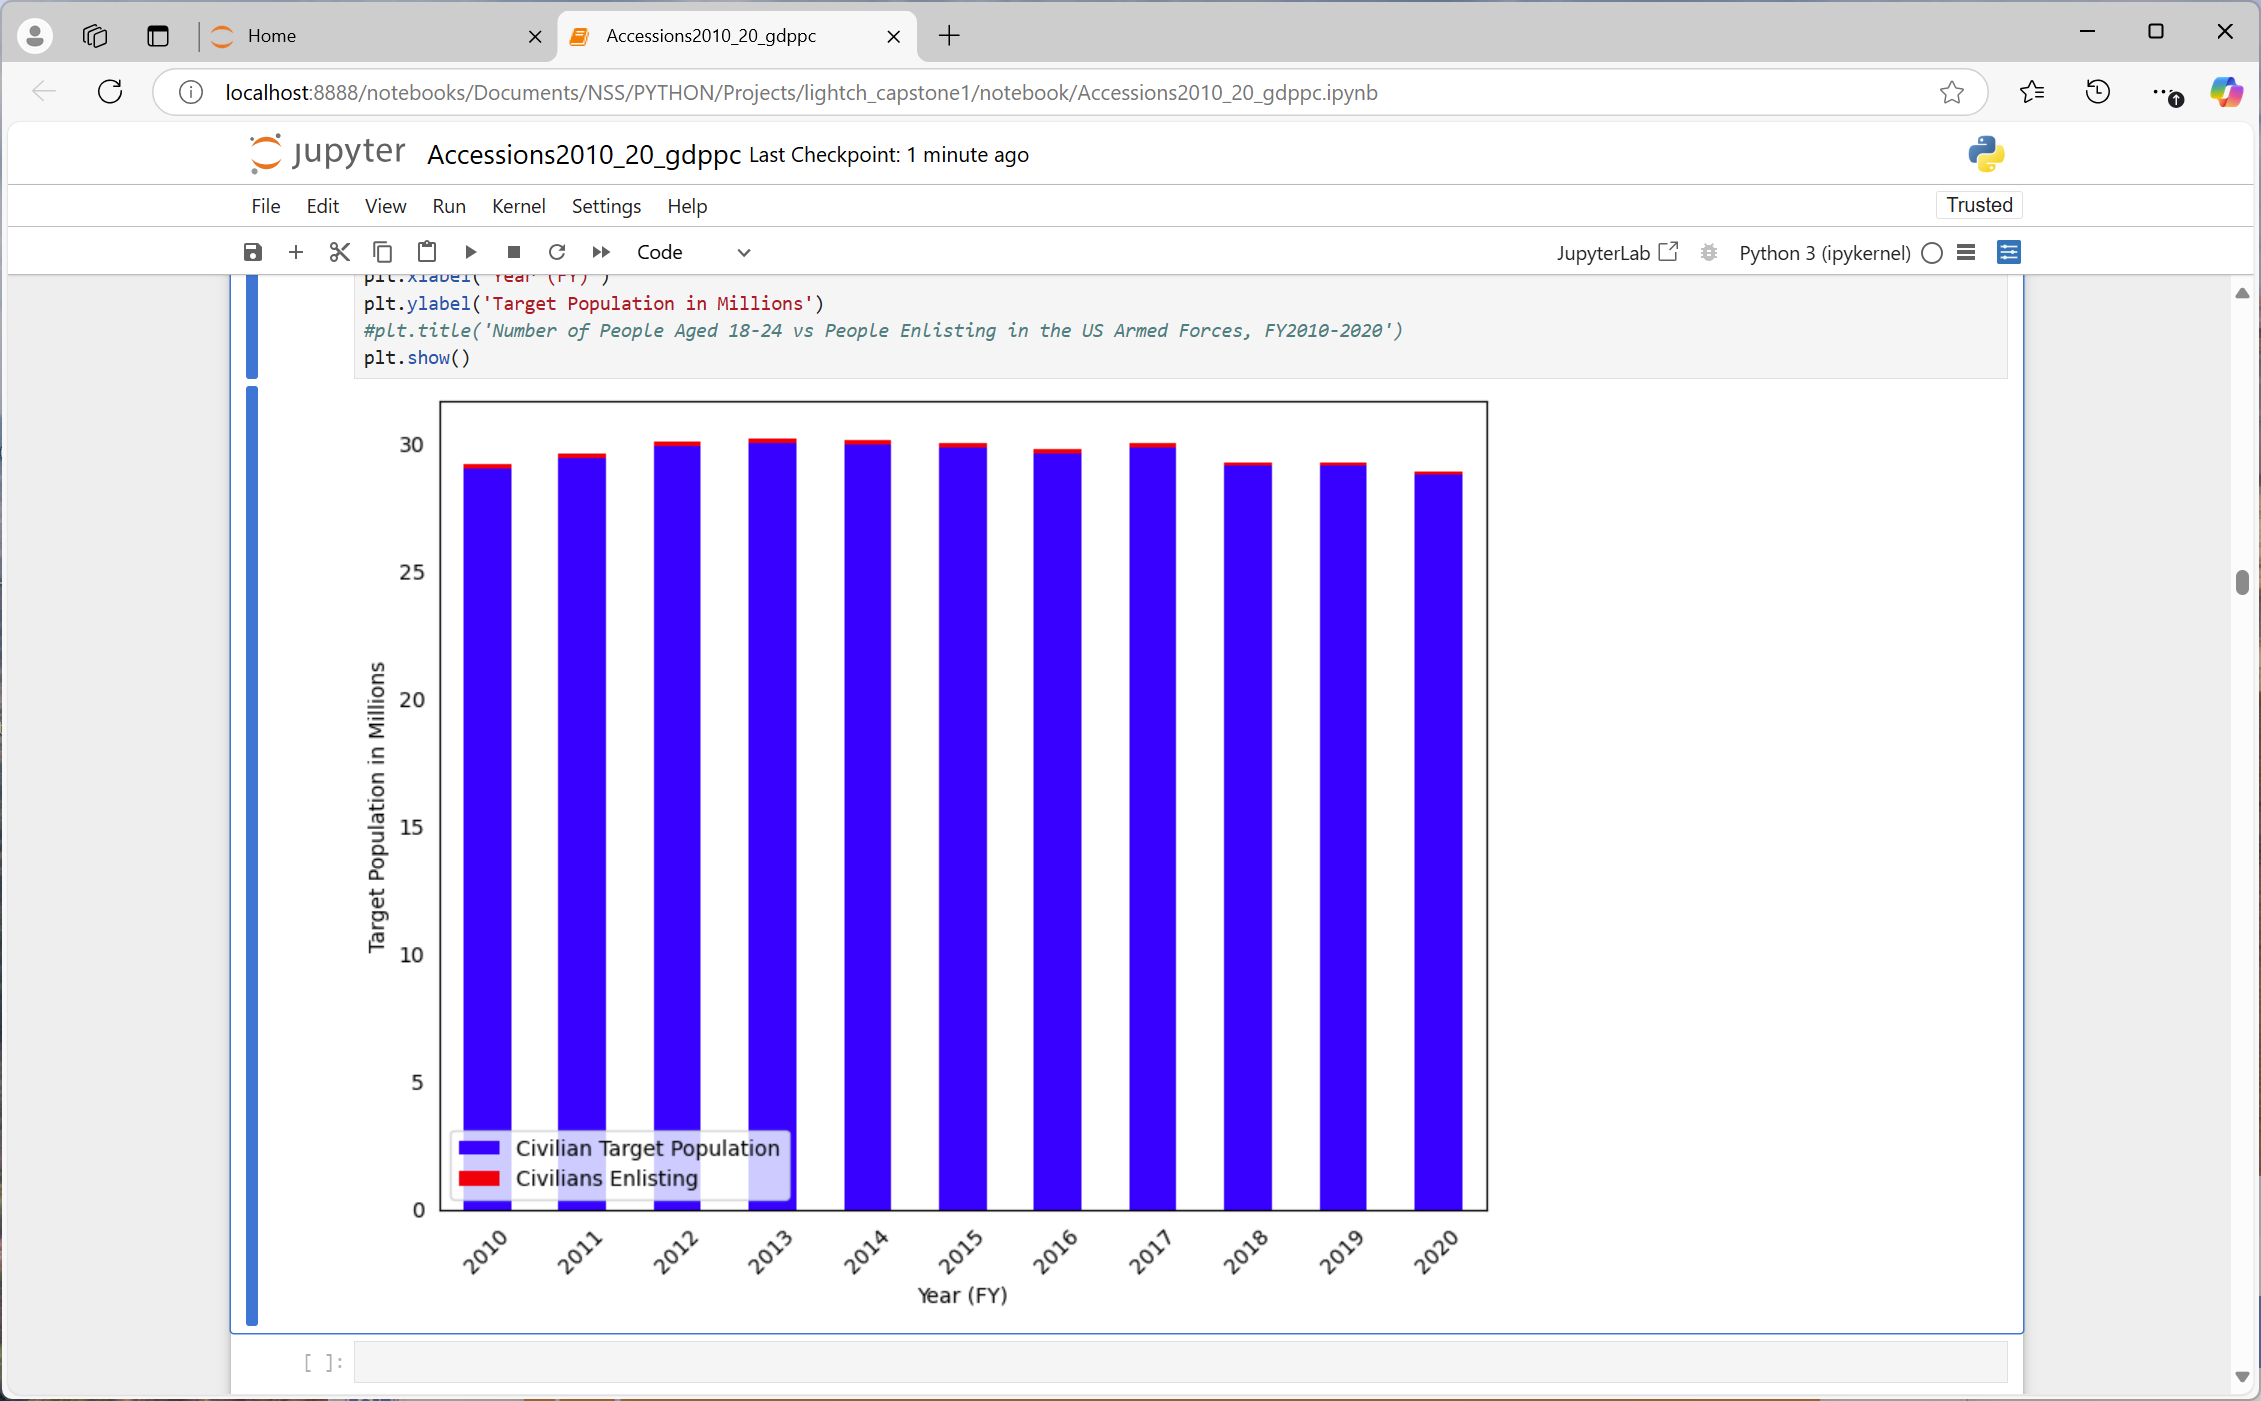 Home
Accessions2010_20_gdppc
localhost:8888/notebooks/Documents/NSS/PYTHON/Projects/lightch_capstone1/notebook/Accessions2010_20_gdppc.ipynb
jupyter Accessions2010_20_gdppc Last Checkpoint: 1 minute ago
File Edit View Run Kernel Settings Help Trusted
Code JupyterLab Python 3 (ipykernel)
plt.xlabel('Year (FY)')
plt.ylabel('Target Population in Millions')
#plt.title('Number of People Aged 18-24 vs People Enlisting in the US Armed Forces, FY2010-2020')
plt.show()
30
25
20
15
10
5
0
Target Population in Millions
Civilian Target Population
Civilians Enlisting
2010 2011 2012 2013 2014 2015 2016 2017 2018 2019 2020
Year (FY)
[ ]: